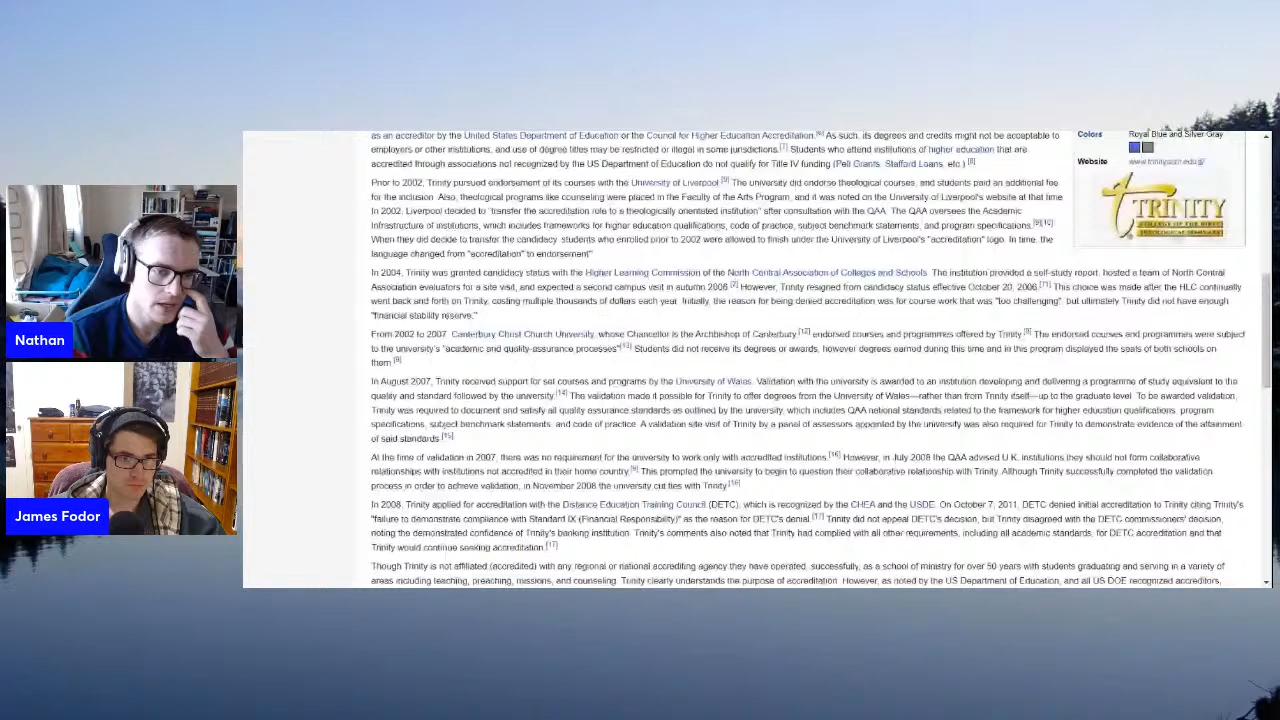 as an accreditor by the United States Department of Education or the Council for Higher Education Accreditation.[6] As such, its degrees and credits might not be acceptable to
employers or other institutions, and use of degree titles may be restricted or illegal in some jurisdictions.[7] Students who attend institutions of higher education that are
accredited through associations not recognized by the US Department of Education do not qualify for Title IV funding (Pell Grants, Stafford Loans, etc.).[8]
Colors Royal Blue and Silver Gray
Website www.trinitysem.edu
TRINITY
Prior to 2002, Trinity pursued endorsement of its courses with the University of Liverpool.[9] The university did endorse theological courses, and students paid an additional fee
for the inclusion. Also, theological programs like counseling were placed in the Faculty of the Arts Program, and it was noted on the University of Liverpool's website at that time
In 2002, Liverpool decided to "transfer the accreditation role to a theologically orientated institution" after consultation with the QAA. The QAA oversees the Academic
Infrastructure of institutions, which includes frameworks for higher education qualifications, code of practice, subject benchmark statements, and program specifications.[9][10]
When they did decide to transfer the candidacy, students who enrolled prior to 2002 were allowed to finish under the University of Liverpool's "accreditation" logo. In time, the
language changed from "accreditation" to endorsement"
In 2004, Trinity was granted candidacy status with the Higher Learning Commission of the North Central Association of Colleges and Schools. The institution provided a self-study report, hosted a team of North Central
Association evaluators for a site visit, and expected a second campus visit in autumn 2006.[2] However, Trinity resigned from candidacy status effective October 20, 2006.[11] This choice was made after the HLC continually
went back and forth on Trinity, costing multiple thousands of dollars each year. Initially, the reason for being denied accreditation was for course work that was "too challenging", but ultimately Trinity did not have enough
"financial stability reserve."
From 2002 to 2007, Canterbury Christ Church University, whose Chancellor is the Archbishop of Canterbury,[12] endorsed courses and programmes offered by Trinity.[9] The endorsed courses and programmes were subject
to the university's "academic and quality-assurance processes"[13] Students did not receive its degrees or awards, however degrees earned during this time and in this program displayed the seals of both schools on
them.[9]
In August 2007, Trinity received support for set courses and programs by the University of Wales. Validation with the university is awarded to an institution developing and delivering a programme of study equivalent to the
quality and standard followed by the university.[14] The validation made it possible for Trinity to offer degrees from the University of Wales—rather than from Trinity itself—up to the graduate level. To be awarded validation,
Trinity was required to document and satisfy all quality assurance standards as outlined by the university, which includes QAA national standards related to the framework for higher education qualifications, program
specifications, subject benchmark statements, and code of practice. A validation site visit of Trinity by a panel of assessors appointed by the university was also required for Trinity to demonstrate evidence of the attainment
of said standards.[15]
At the time of validation in 2007, there was no requirement for the university to work only with accredited institutions.[16] However, in July 2008 the QAA advised U.K. institutions they should not form collaborative
relationships with institutions not accredited in their home country.[9] This prompted the university to begin to question their collaborative relationship with Trinity. Although Trinity successfully completed the validation
process in order to achieve validation, in November 2008 the university cut ties with Trinity.[16]
In 2008, Trinity applied for accreditation with the Distance Education Training Council (DETC), which is recognized by the CHEA and the USDE. On October 7, 2011, DETC denied initial accreditation to Trinity citing Trinity's
"failure to demonstrate compliance with Standard IX (Financial Responsibility)" as the reason for DETC's denial.[17] Trinity did not appeal DETC's decision, but Trinity disagreed with the DETC commissioners' decision,
noting the demonstrated confidence of Trinity's banking institution. Trinity's comments also noted that Trinity had complied with all other requirements, including all academic standards, for DETC accreditation and that
Trinity would continue seeking accreditation.[17]
Though Trinity is not affiliated (accredited) with any regional or national accrediting agency they have operated, successfully, as a school of ministry for over 50 years with students graduating and serving in a variety of
areas including teaching, preaching, missions, and counseling. Trinity clearly understands the purpose of accreditation. However, as noted by the US Department of Education, and all US DOE recognized accreditors,
Nathan
James Fodor